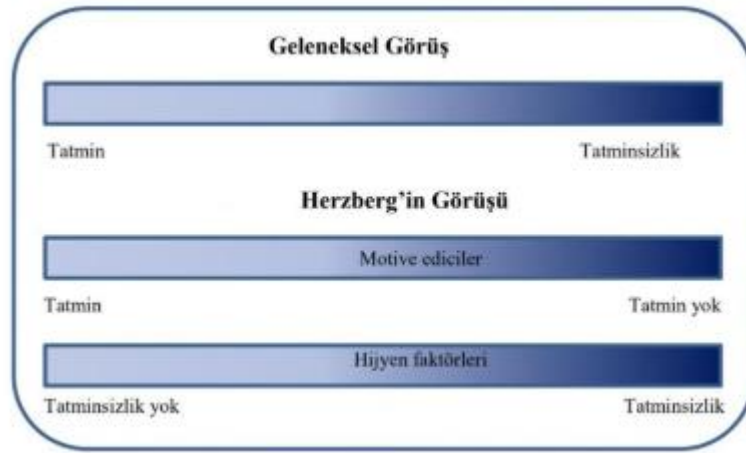 Geleneksel Görüş
Tatmin Tatminsizlik
Herzberg’in Görüşü
Motive ediciler
Tatmin Tatmin yok
Hijyen faktörleri
Tatminsizlik yok Tatminsizlik